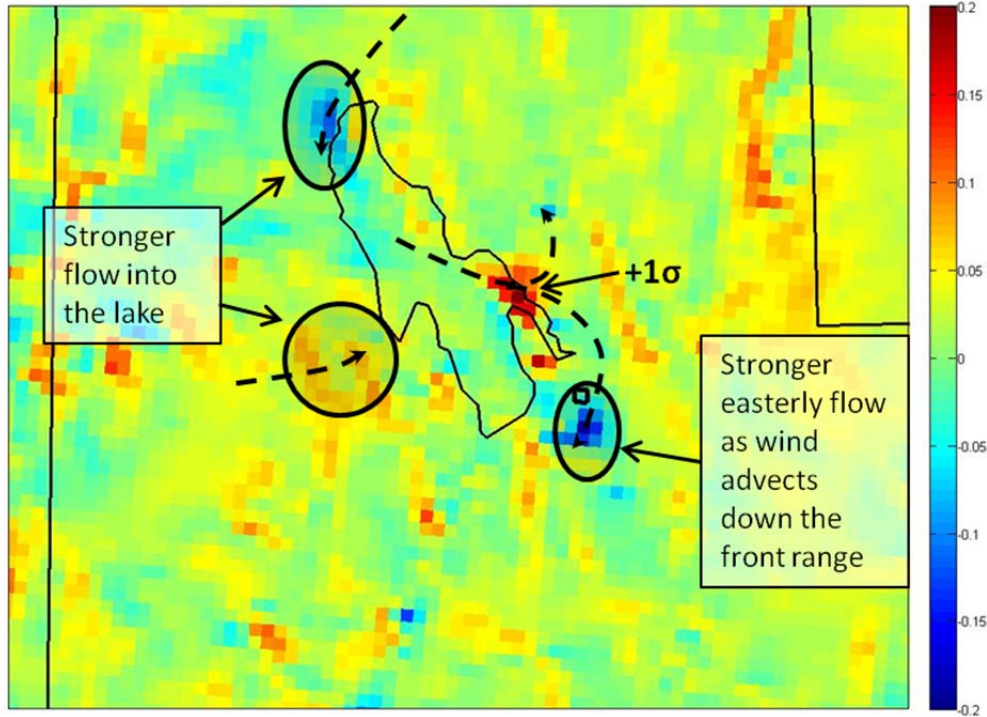 Stronger
flow into
the lake
+1σ
Stronger
easterly flow
as wind
advects
down the
front range
0.2
0.15
0.1
0.05
0
-0.05
-0.1
-0.15
-0.2